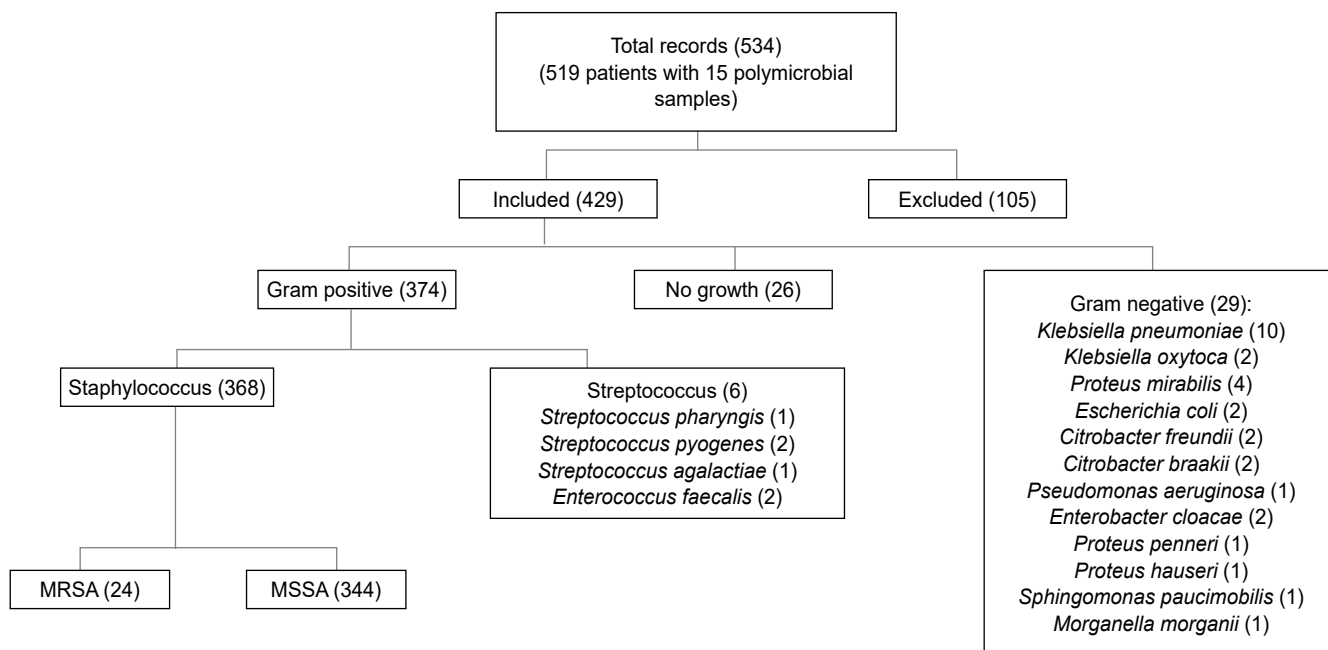 Total records (534)
(519 patients with 15 polymicrobial
samples)
Included (429)
Excluded (105)
Gram positive (374)
No growth (26)
Gram negative (29):
Klebsiella pneumoniae (10)
Klebsiella oxytoca (2)
Proteus mirabilis (4)
Escherichia coli (2)
Citrobacter freundii (2)
Citrobacter braakii (2)
Pseudomonas aeruginosa (1)
Enterobacter cloacae (2)
Proteus penneri (1)
Proteus hauseri (1)
Sphingomonas paucimobilis (1)
Morganella morganii (1)
Staphylococcus (368)
Streptococcus (6)
Streptococcus pharyngis (1)
Streptococcus pyogenes (2)
Streptococcus agalactiae (1)
Enterococcus faecalis (2)
MRSA (24)
MSSA (344)